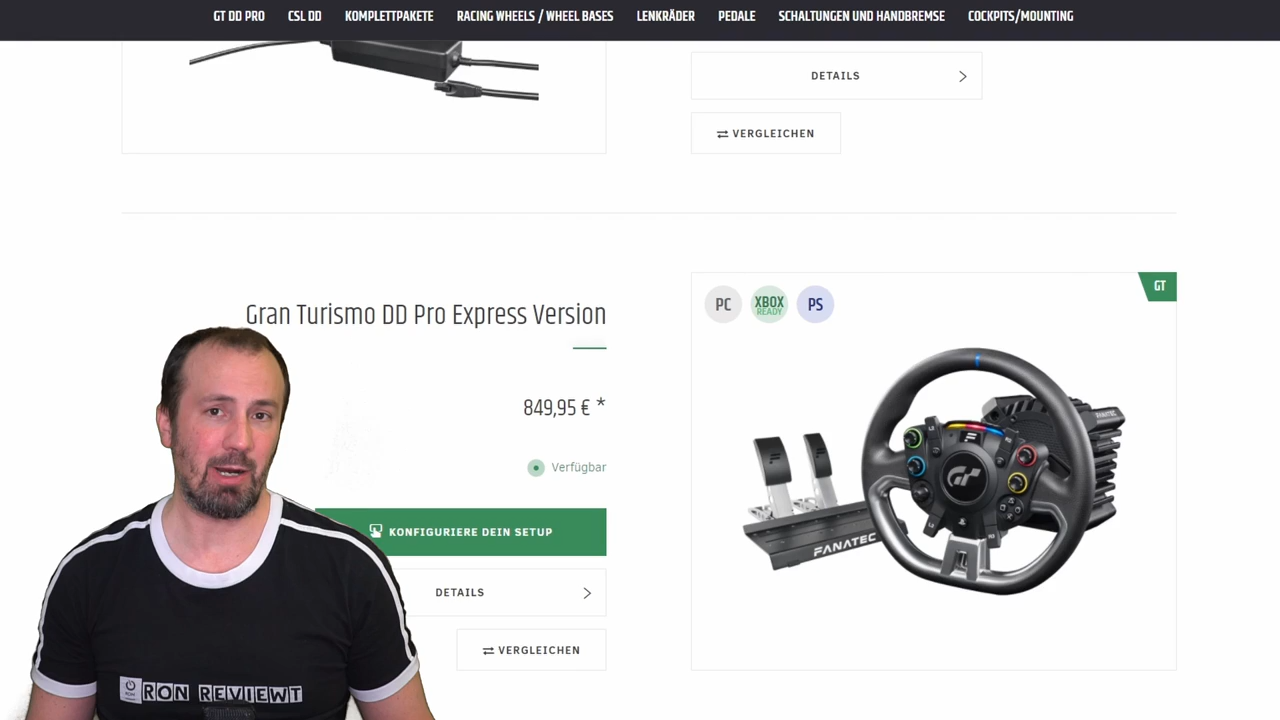 GT DD PRO CSL DD KOMPLETTPAKETE RACING WHEELS / WHEEL BASES LENKRÄDER PEDALE SCHALTUNGEN UND HANDBREMSE COCKPITS/MOUNTING
DETAILS
VERGLEICHEN
Gran Turismo DD Pro Express Version
849,95 € *
Verfügbar
KONFIGURIERE DEIN SETUP
DETAILS
VERGLEICHEN
PC
XBOX
READY
PS
GT
FANATEC
FANATEC
GT
RON REVIEWT